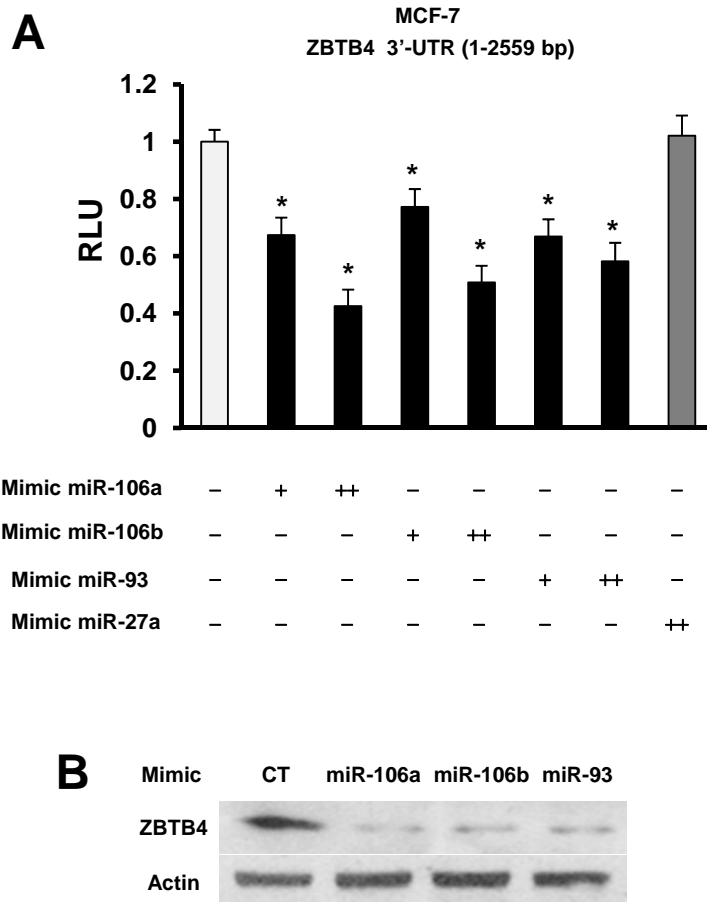 A
MCF-7
ZBTB4 3’-UTR (1-2559 bp)
RLU
1.2
1
0.8
0.6
0.4
0.2
0
* * * * * *
Mimic miR-106a – + ++ – – – – –
Mimic miR-106b – – – + ++ – – –
Mimic miR-93 – – – – – + ++ –
Mimic miR-27a – – – – – – – ++
B
Mimic CT miR-106a miR-106b miR-93
ZBTB4
Actin